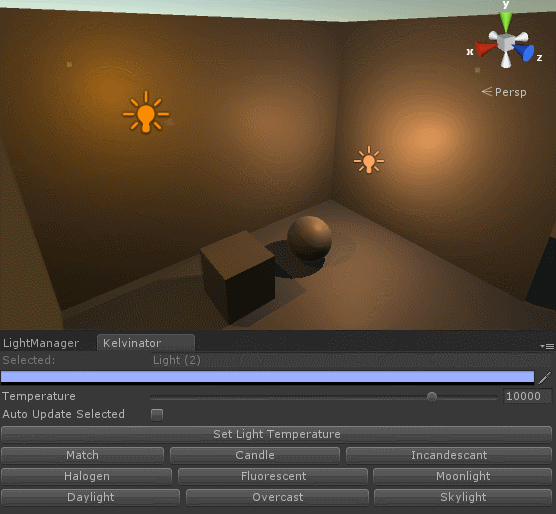 y
x
z
Persp
LightManager Kelvinator
Selected: Light (2)
Temperature 10000
Auto Update Selected
Set Light Temperature
Match Candle Incandescant
Halogen Fluorescent Moonlight
Daylight Overcast Skylight